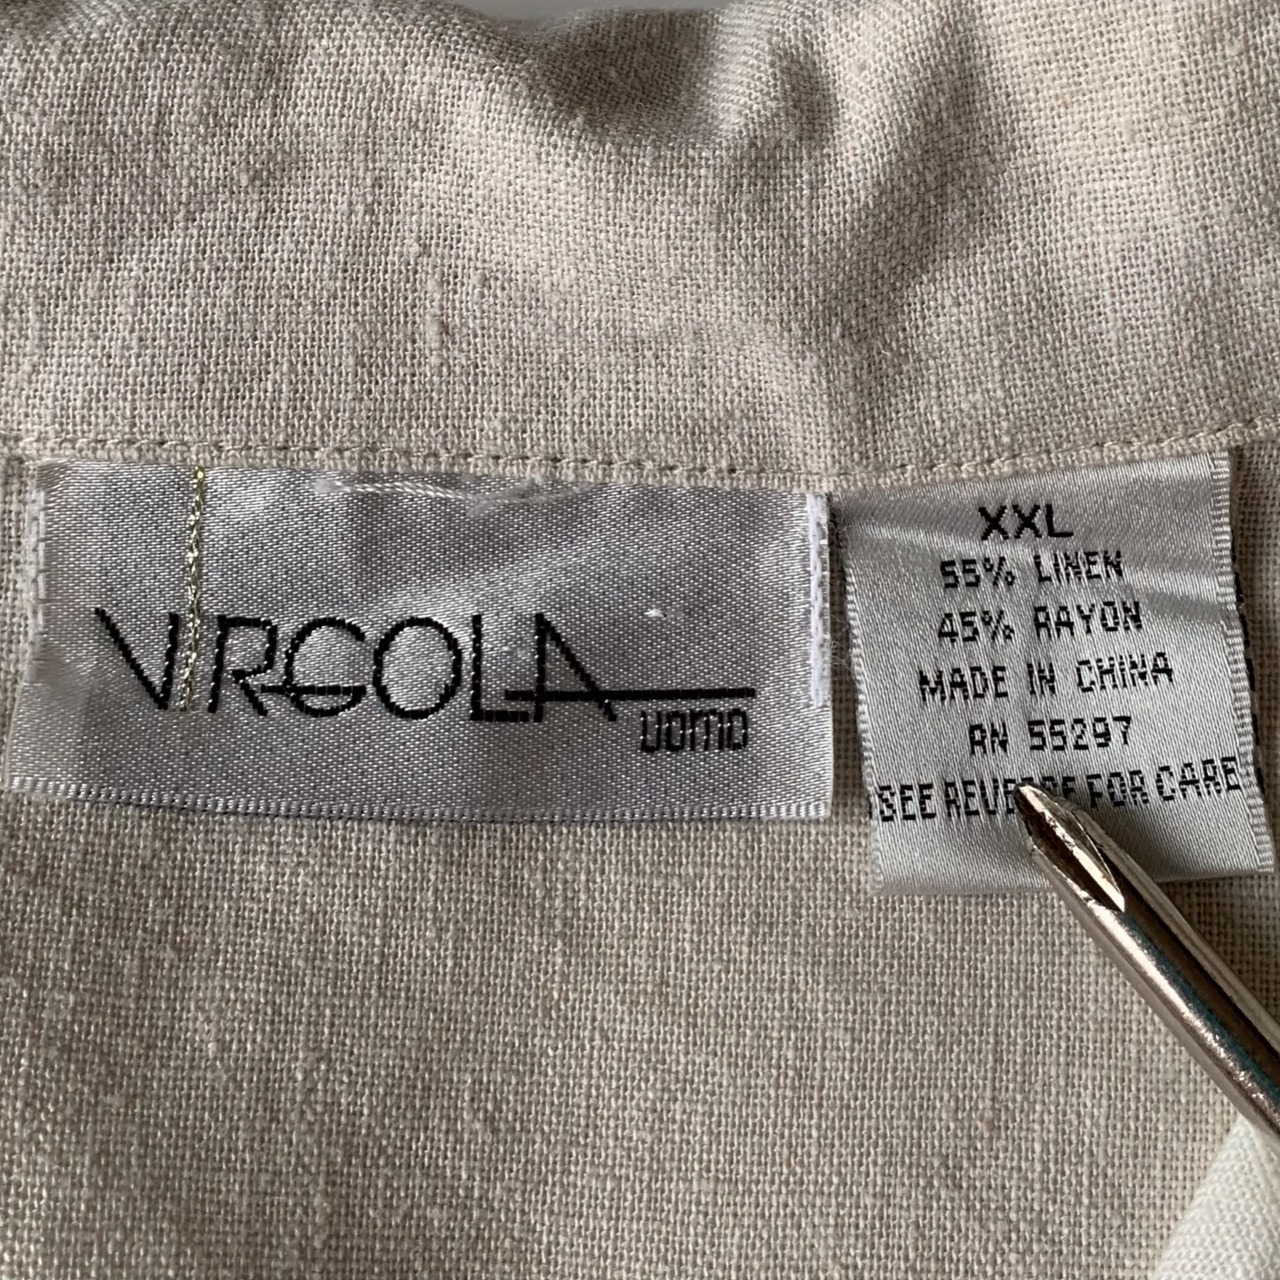 VIRGOLA
uomo
XXL
55% LINEN
45% RAYON
MADE IN CHINA
RN 55297
SEE REVERSE FOR CARE